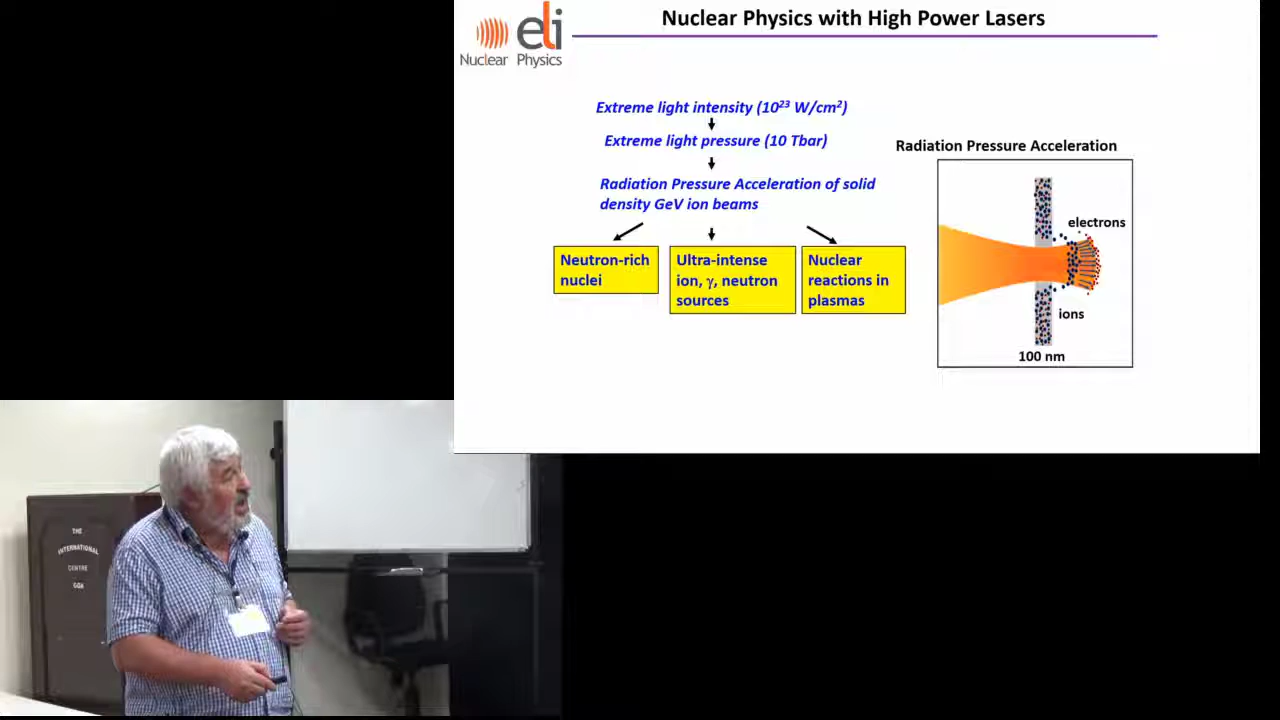 Nuclear Physics with High Power Lasers
eli
Nuclear Physics
Extreme light intensity (10²³ W/cm²)
Extreme light pressure (10 Tbar)
Radiation Pressure Acceleration of solid
density GeV ion beams
Neutron-rich
nuclei
Ultra-intense
ion, γ, neutron
sources
Nuclear
reactions in
plasmas
Radiation Pressure Acceleration
electrons
ions
100 nm
THE
INTERNATIONAL
CENTRE
GOA